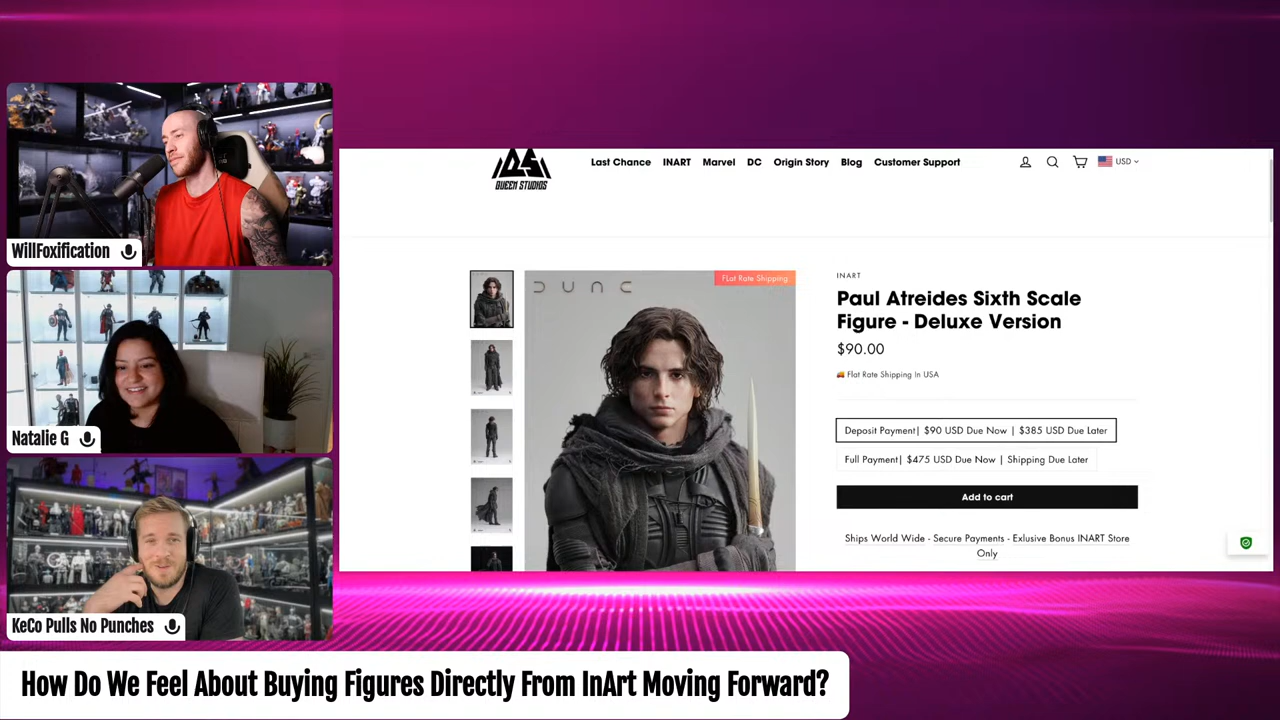 WillFoxification
Natalie G
KeCo Pulls No Punches
QUEEN STUDIOS
Last Chance
INART
Marvel
DC
Origin Story
Blog
Customer Support
USD
DUNE
FLat Rate Shipping
INART
Paul Atreides Sixth Scale
Figure - Deluxe Version
$90.00
Flat Rate Shipping In USA
Deposit Payment| $90 USD Due Now | $385 USD Due Later
Full Payment| $475 USD Due Now | Shipping Due Later
Add to cart
Ships World Wide - Secure Payments - Exlusive Bonus INART Store
Only
How Do We Feel About Buying Figures Directly From InArt Moving Forward?